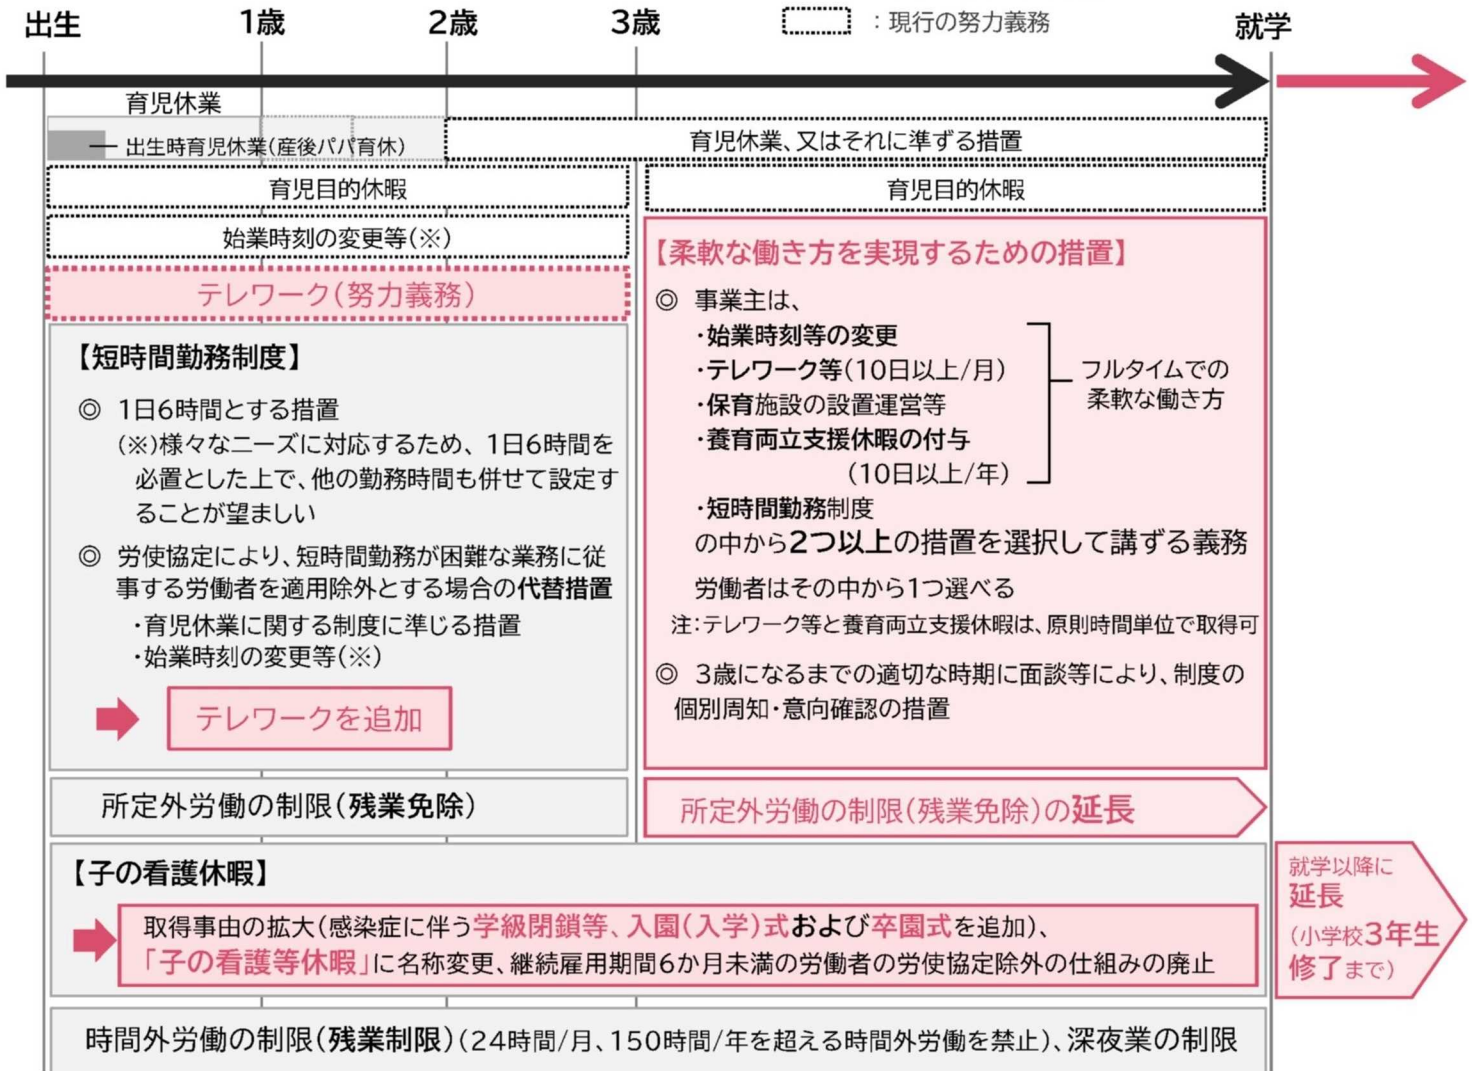 出生
1歳
2歳
3歳
：現行の努力義務
就学
育児休業
出生時育児休業(産後パパ育休)
育児休業、又はそれに準ずる措置
育児目的休暇
育児目的休暇
始業時刻の変更等(※)
テレワーク(努力義務)
【短時間勤務制度】
◎ 1日6時間とする措置
(※)様々なニーズに対応するため、1日6時間を
必置とした上で、他の勤務時間も併せて設定す
ることが望ましい
◎ 労使協定により、短時間勤務が困難な業務に従
事する労働者を適用除外とする場合の代替措置
・育児休業に関する制度に準じる措置
・始業時刻の変更等(※)
テレワークを追加
【柔軟な働き方を実現するための措置】
◎ 事業主は、
・始業時刻等の変更
・テレワーク等(10日以上/月)
・保育施設の設置運営等
・養育両立支援休暇の付与
(10日以上/年)
フルタイムでの
柔軟な働き方
・短時間勤務制度
の中から2つ以上の措置を選択して講ずる義務
労働者はその中から1つ選べる
注：テレワーク等と養育両立支援休暇は、原則時間単位で取得可
◎ 3歳になるまでの適切な時期に面談等により、制度の
個別周知・意向確認の措置
所定外労働の制限(残業免除)
所定外労働の制限(残業免除)の延長
【子の看護休暇】
取得事由の拡大(感染症に伴う学級閉鎖等、入園(入学)式および卒園式を追加)、
「子の看護等休暇」に名称変更、継続雇用期間6か月未満の労働者の労使協定除外の仕組みの廃止
就学以降に
延長
(小学校3年生
修了まで)
時間外労働の制限(残業制限)(24時間/月、150時間/年を超える時間外労働を禁止)、深夜業の制限